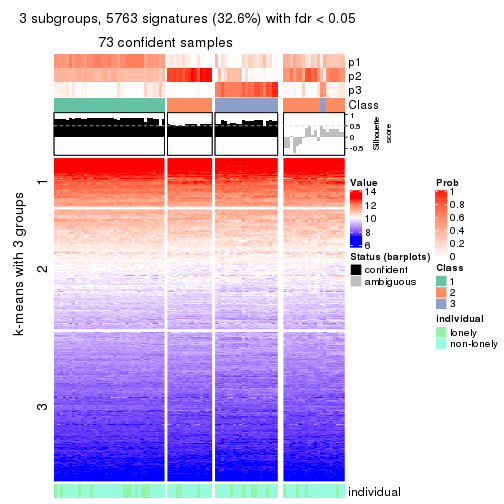 3 subgroups, 5763 signatures (32.6%) with fdr < 0.05
73 confident samples
p1
p2
p3
Class
1
0.5
0
-0.5
Silhouette
score
k-means with 3 groups
1
2
3
individual
Value
14
12
10
8
6
Status (barplots)
confident
ambiguous
Prob
1
0.8
0.6
0.4
0.2
0
Class
1
2
3
individual
lonely
non-lonely